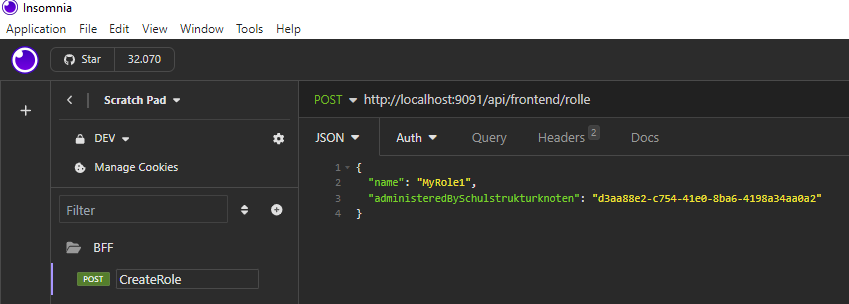 Insomnia
Application File Edit View Window Tools Help
Star 32.070
Scratch Pad
POST http://localhost:9091/api/frontend/rolle
DEV
JSON Auth Query Headers 2 Docs
Manage Cookies
1 {
2 "name": "MyRole1",
3 "administeredBySchulstrukturknoten": "d3aa88e2-c754-41e0-8ba6-4198a34aa0a2"
4 }
Filter
BFF
POST CreateRole